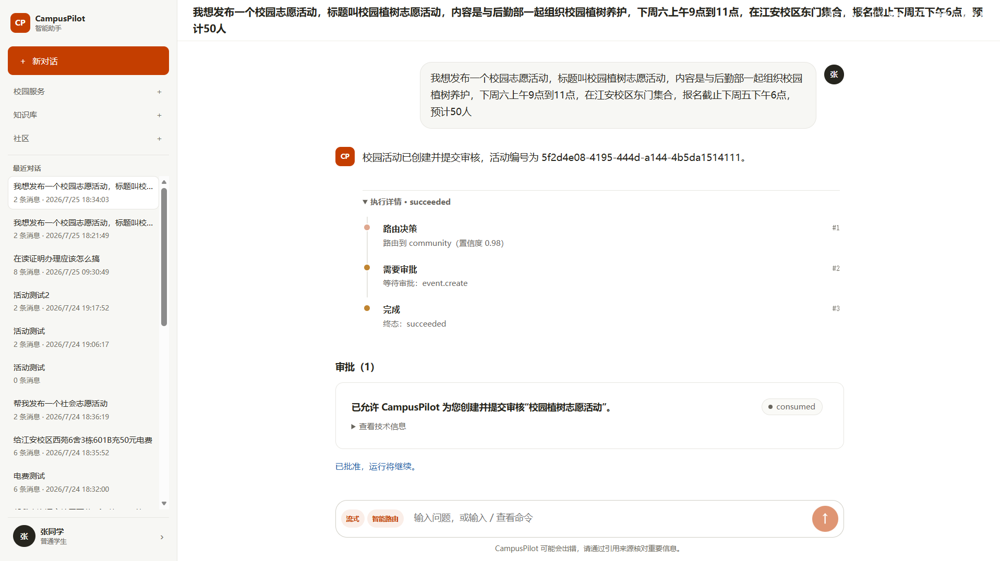 CP
CampusPilot
智能助手
+ 新对话
校园服务 +
知识库 +
社区 +
最近对话
我想发布一个校园志愿活动，标题叫校...
2 条消息 · 2026/7/25 18:34:03
我想发布一个校园志愿活动，标题叫校...
2 条消息 · 2026/7/25 18:21:49
在读证明办理应该怎么搞
8 条消息 · 2026/7/25 09:30:49
活动测试2
2 条消息 · 2026/7/24 19:17:52
活动测试
2 条消息 · 2026/7/24 19:06:17
活动测试
0 条消息
帮我发布一个社会志愿活动
2 条消息 · 2026/7/24 18:36:19
给江安校区西苑6舍3栋601B充50元电费
6 条消息 · 2026/7/24 18:35:52
电费测试
6 条消息 · 2026/7/24 18:32:00
张
张同学
普通学生
我想发布一个校园志愿活动，标题叫校园植树志愿活动，内容是与后勤部一起组织校园植树养护，下周六上午9点到11点，在江安校区东门集合，报名截止下周五下午6点，预
计50人
我想发布一个校园志愿活动，标题叫校园植树志愿活动，内容是与后勤部一起组织校园
植树养护，下周六上午9点到11点，在江安校区东门集合，报名截止下周五下午6点，
预计50人
张
CP
校园活动已创建并提交审核，活动编号为 5f2d4e08-4195-444d-a144-4b5da1514111。
▼ 执行详情 • succeeded
路由决策 #1
路由到 community（置信度 0.98）
需要审批 #2
等待审批：event.create
完成 #3
终态：succeeded
审批（1）
已允许 CampusPilot 为您创建并提交审核“校园植树志愿活动”。
consumed
▶ 查看技术信息
已批准，运行将继续。
流式 智能路由 输入问题，或输入 / 查看命令
CampusPilot 可能会出错，请通过引用来源核对重要信息。